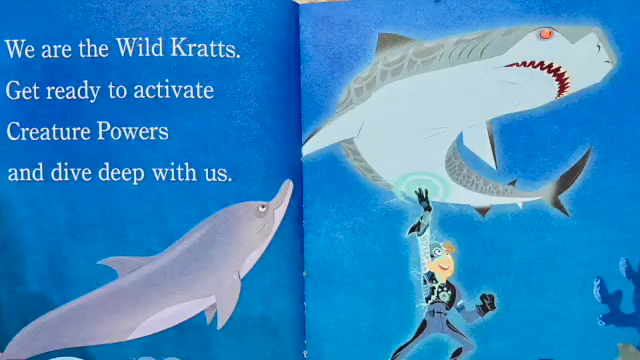 We are the Wild Kratts.
Get ready to activate
Creature Powers
and dive deep with us.